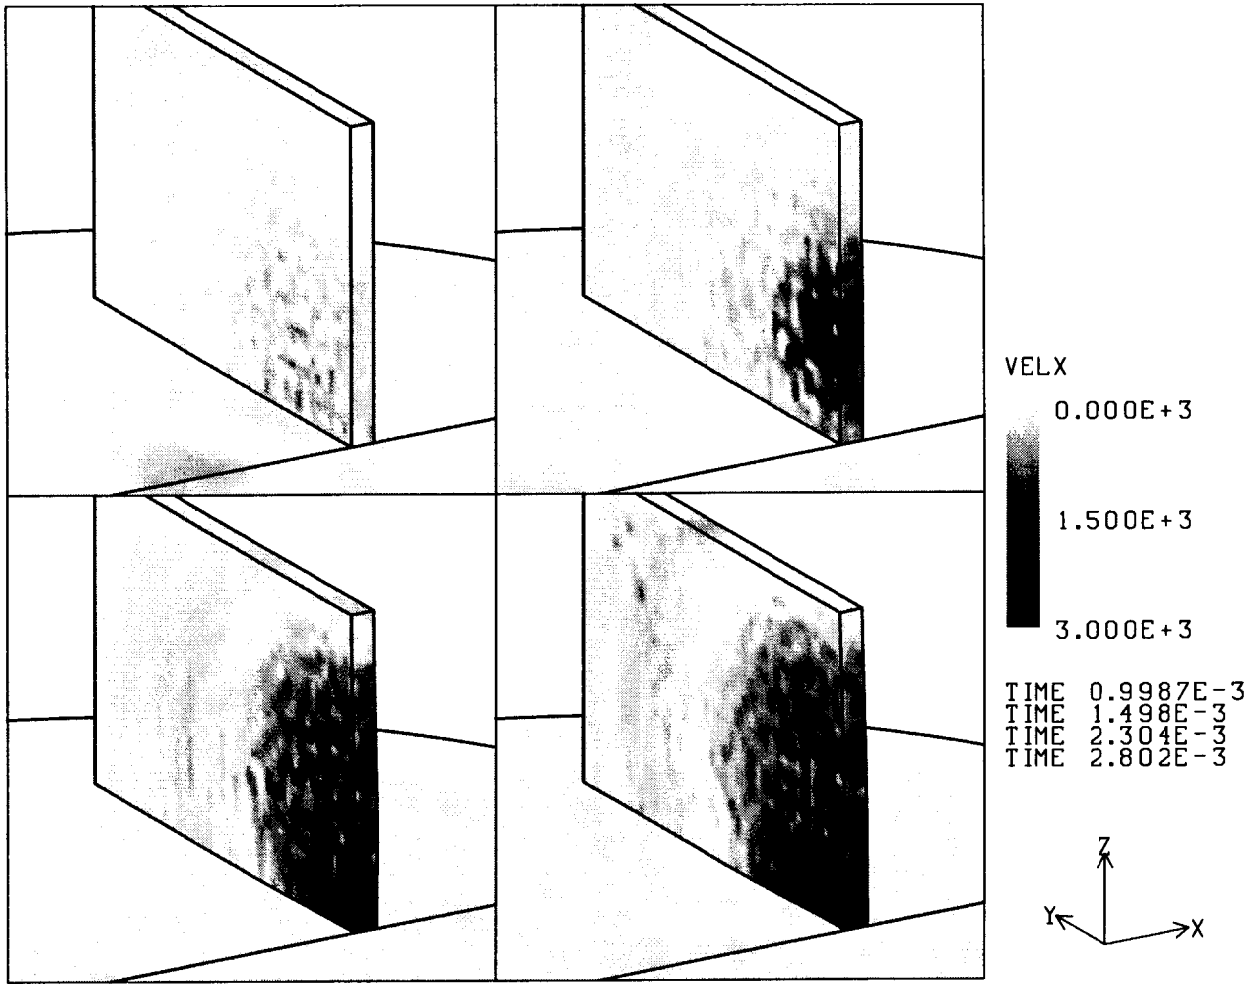 VELX
0.000E+3
1.500E+3
3.000E+3
TIME 0.9987E-3
TIME 1.498E-3
TIME 2.304E-3
TIME 2.802E-3
Z
Y
X